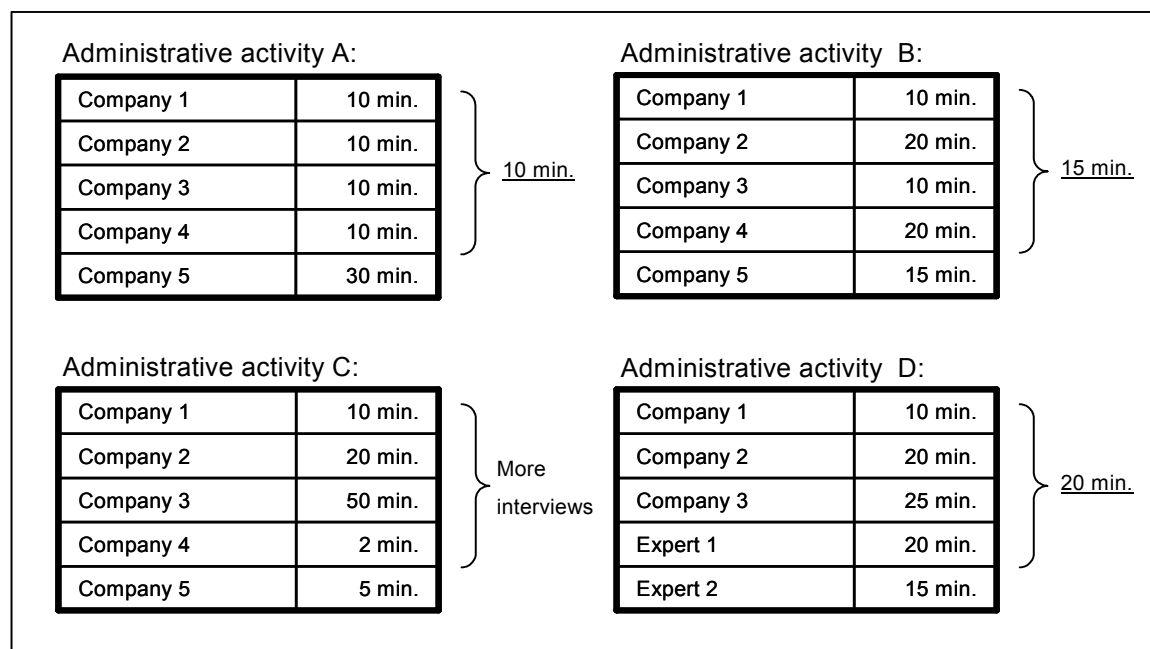 Administrative activity A:
Company 1 10 min.
Company 2 10 min.
Company 3 10 min.
Company 4 10 min.
Company 5 30 min.
10 min.
Administrative activity B:
Company 1 10 min.
Company 2 20 min.
Company 3 10 min.
Company 4 20 min.
Company 5 15 min.
15 min.
Administrative activity C:
Company 1 10 min.
Company 2 20 min.
Company 3 50 min.
Company 4 2 min.
Company 5 5 min.
More
interviews
Administrative activity D:
Company 1 10 min.
Company 2 20 min.
Company 3 25 min.
Expert 1 20 min.
Expert 2 15 min.
20 min.